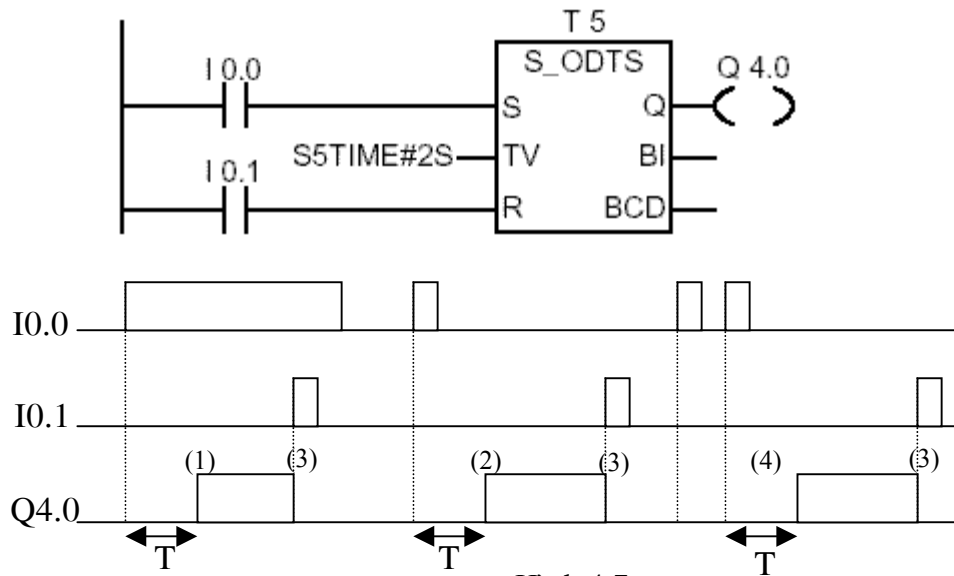 T 5
S_ODTS
I 0.0
Q 4.0
S Q
S5TIME#2S TV BI
I 0.1
R BCD
I0.0
I0.1
(1) (3) (2) (3) (4) (3)
Q4.0
T T T